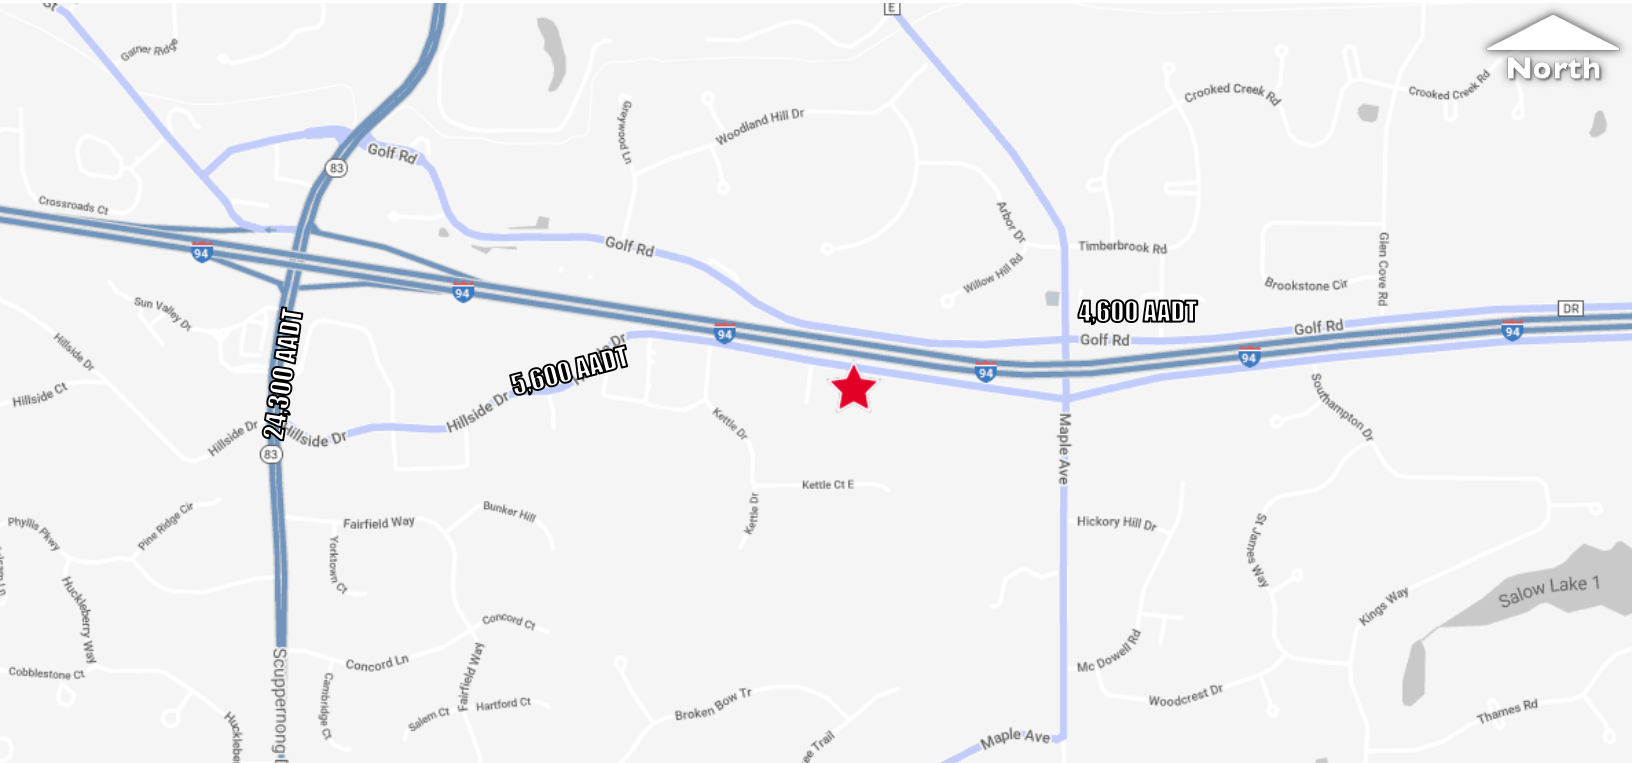 St
E
Garner Ridge
North
Crooked Creek Rd
Crooked Creek Rd
Greywood Ln
Woodland Hill Dr
Golf Rd
83
Crossroads Ct
Arbor Dr
94
Golf Rd
Timberbrook Rd
Glen Cove Rd
Willow Hill Rd
Brookstone Cir
94
Sun Valley Dr
4,600 AADT
DR
Golf Rd
Golf Rd
94
94
94
94
Hillside Dr
24,300 AADT
5,600 AADT
Dr
Hillside Ct
Hillside Dr
Hillside Dr
Hillside Dr
83
Kettle Dr
Maple Ave
Southampton Dr
Kettle Ct E
Kettle Dr
Phyllis Pkwy
Pine Ridge Cir
Fairfield Way
Bunker Hill
Hickory Hill Dr
St James Way
Yorktown Ct
Ln
Huckleberry Way
Salow Lake 1
Kings Way
Concord Ct
Concord Ln
Fairfield Way
Mc Dowell Rd
Cobblestone Ct
Scuppernong
Cambridge Ct
Salem Ct
Hartford Ct
Broken Bow Tr
Woodcrest Dr
Thames Rd
Huckleber
Maple Ave
ee Trail